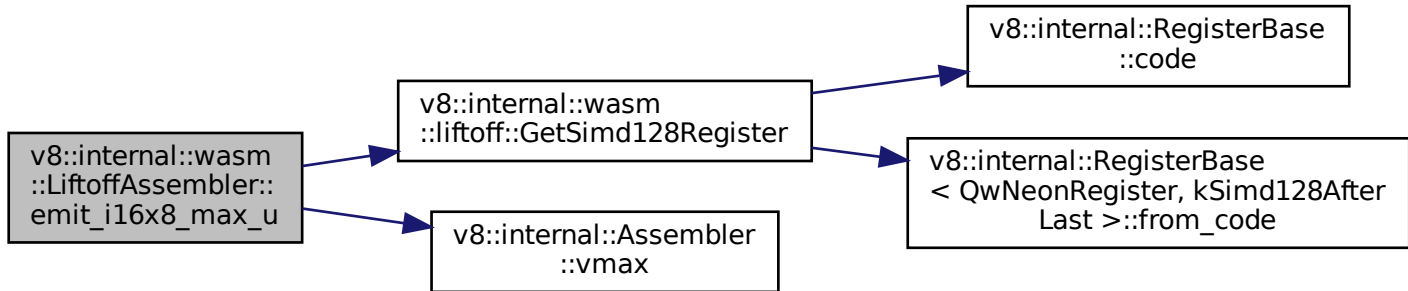 v8::internal::wasm
::LiftoffAssembler::
emit_i16x8_max_u
v8::internal::wasm
::liftoff::GetSimd128Register
v8::internal::Assembler
::vmax
v8::internal::RegisterBase
::code
v8::internal::RegisterBase
< QwNeonRegister, kSimd128After
Last >::from_code